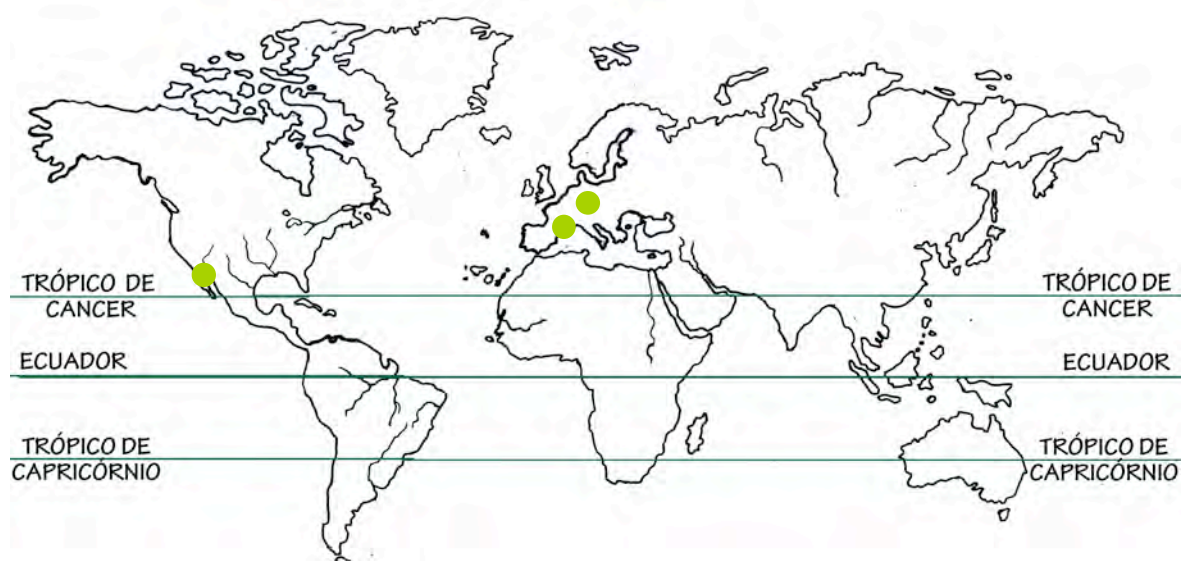 TRÓPICO DE
CANCER
TRÓPICO DE
CANCER
ECUADOR
ECUADOR
TRÓPICO DE
CAPRICÓRNIO
TRÓPICO DE
CAPRICÓRNIO